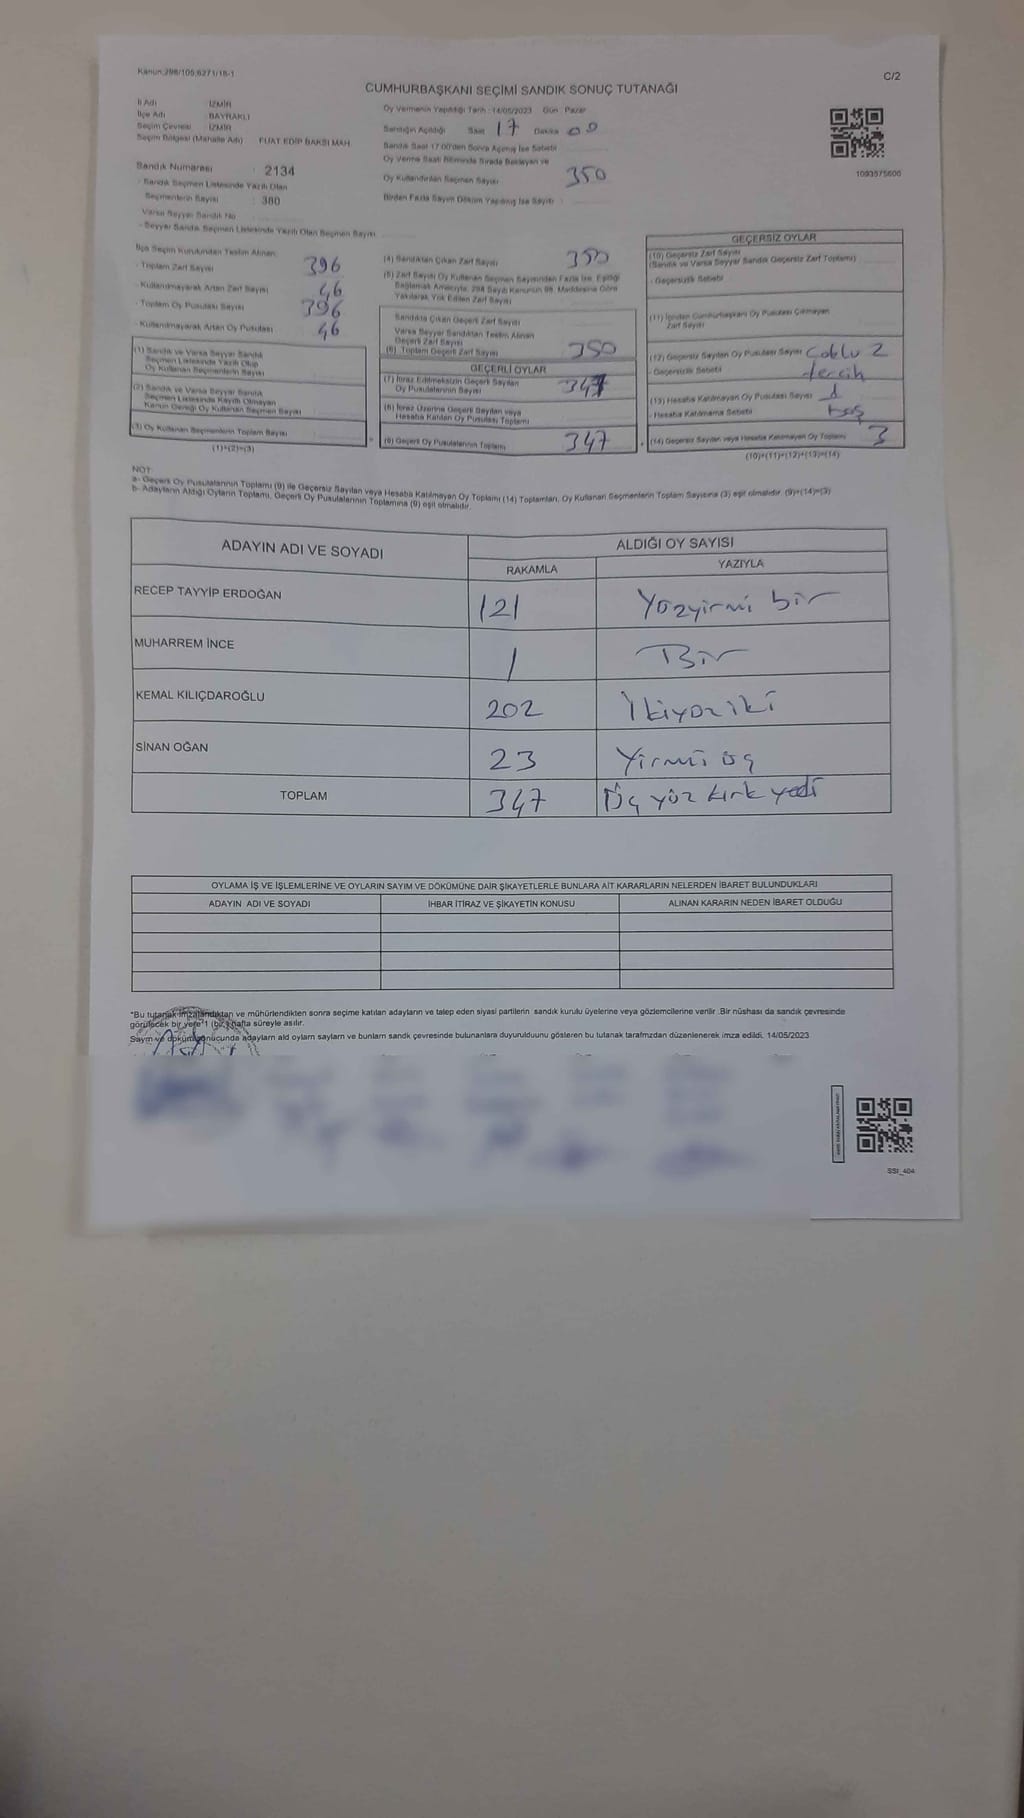 Kanun:298/105,6271/18-1
C/2
CUMHURBAŞKANI SEÇİMİ SANDIK SONUÇ TUTANAĞI
İl Adı : İZMİR
İlçe Adı : BAYRAKLI
Seçim Çevresi : İZMİR
Seçim Bölgesi (Mahalle Adı) FUAT EDİP BAKSI MAH
Oy Vermenin Yapıldığı Tarih : 14/05/2023 Gün : Pazar
Sandığın Açıldığı Saat 17 Dakika 00
Sandık Saat 17:00'den Sonra Açılmış İse Sebebi
Oy Verme Saati Bitiminde Sırada Bekleyen ve
Oy Kullandırılan Seçmen Sayısı 350
Birden Fazla Sayım Döküm Yapılmış İse Sayısı :
1093575600
Sandık Numarası : 2134
- Sandık Seçmen Listesinde Yazılı Olan
Seçmenlerin Sayısı : 380
Varsa Seyyar Sandık No
- Seyyar Sandık Seçmen Listesinde Yazılı Olan Seçmen Sayısı
İlçe Seçim Kurulundan Teslim Alınan:
- Toplam Zarf Sayısı 396
- Kullanılmayarak Artan Zarf Sayısı 46
- Toplam Oy Pusulası Sayısı 396
- Kullanılmayarak Artan Oy Pusulası 46
(1) Sandık ve Varsa Seyyar Sandık
Seçmen Listesinde Yazılı Olup
Oy Kullanan Seçmenlerin Sayısı
(2) Sandık ve Varsa Seyyar Sandık
Seçmen Listesinde Kayıtlı Olmayan
Kanun Gereği Oy Kullanan Seçmen Sayısı
(3) Oy Kullanan Seçmenlerin Toplam Sayısı
(1)+(2)=(3)
(4) Sandıktan Çıkan Zarf Sayısı 350
(5) Zarf Sayısı Oy Kullanan Seçmen Sayısından Fazla İse, Eşitliği
Sağlamak Amacıyla, 298 Sayılı Kanunun 98. Maddesine Göre
Yakılarak Yok Edilen Zarf Sayısı
Sandıkta Çıkan Geçerli Zarf Sayısı
Varsa Seyyar Sandıktan Teslim Alınan
Geçerli Zarf Sayısı
(6) Toplam Geçerli Zarf Sayısı 350
GEÇERLİ OYLAR
(7) İtiraz Edilmeksizin Geçerli Sayılan
Oy Pusulalarının Sayısı 347
(8) İtiraz Üzerine Geçerli Sayılan veya
Hesaba Katılan Oy Pusulası Toplamı
(9) Geçerli Oy Pusulalarının Toplamı 347
GEÇERSİZ OYLAR
(10) Geçersiz Zarf Sayısı
(Sandık ve Varsa Seyyar Sandık Geçersiz Zarf Toplamı)
- Geçersizlik Sebebi
(11) İçinden Cumhurbaşkanı Oy Pusulası Çıkmayan
Zarf Sayısı
(12) Geçersiz Sayılan Oy Pusulası Sayısı Çoklu 2
- Geçersizlik Sebebi tercih
(13) Hesaba Katılmayan Oy Pusulası Sayısı 1
- Hesaba Katılmama Sebebi boş
(14) Geçersiz Sayılan veya Hesaba Katılmayan Oy Toplamı 3
(10)+(11)+(12)+(13)=(14)
NOT:
a- Geçerli Oy Pusulalarının Toplamı (9) ile Geçersiz Sayılan veya Hesaba Katılmayan Oy Toplamı (14) Toplamları, Oy Kullanan Seçmenlerin Toplam Sayısına (3) eşit olmalıdır. (9)+(14)=(3)
b- Adayların Aldığı Oyların Toplamı, Geçerli Oy Pusulalarının Toplamına (9) eşit olmalıdır.
ADAYIN ADI VE SOYADI
ALDIĞI OY SAYISI
RAKAMLA YAZIYLA
RECEP TAYYİP ERDOĞAN 121 Yüzyirmi bir
MUHARREM İNCE 1 Bir
KEMAL KILIÇDAROĞLU 202 İkiyüziki
SİNAN OĞAN 23 Yirmi üç
TOPLAM 347 Üç yüz kırk yedi
OYLAMA İŞ VE İŞLEMLERİNE VE OYLARIN SAYIM VE DÖKÜMÜNE DAİR ŞİKAYETLERLE BUNLARA AİT KARARLARIN NELERDEN İBARET BULUNDUKLARI
ADAYIN ADI VE SOYADI İHBAR İTİRAZ VE ŞİKAYETİN KONUSU ALINAN KARARIN NEDEN İBARET OLDUĞU
*Bu tutanak imzalandıktan ve mühürlendikten sonra seçime katılan adayların ve talep eden siyasi partilerin sandık kurulu üyelerine veya gözlemcilerine verilir .Bir nüshası da sandık çevresinde
görülecek bir yere*1 (bir) hafta süreyle asılır.
Sayım ve döküm sonucunda adayların ald oylam saylarn ve bunlarn sandk çevresinde bulunanlara duyurulduunu gösteren bu tutanak tarafmzdan düzenlenerek imza edildi. 14/05/2023
SSI_404